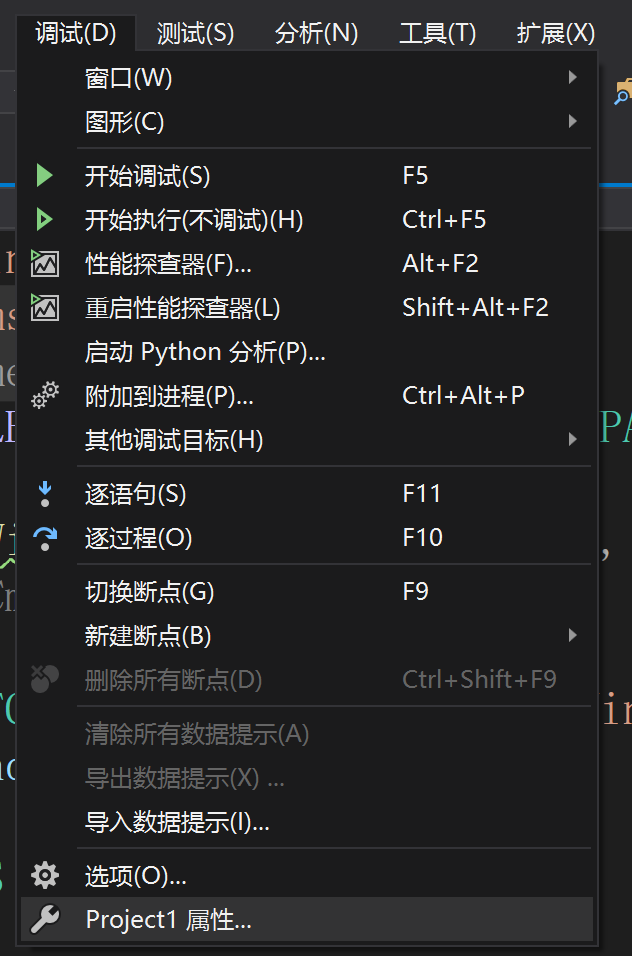 调试(D) 测试(S) 分析(N) 工具(T) 扩展(X)
窗口(W)
图形(C)
开始调试(S) F5
开始执行(不调试)(H) Ctrl+F5
性能探查器(F)... Alt+F2
重启性能探查器(L) Shift+Alt+F2
启动 Python 分析(P)...
附加到进程(P)... Ctrl+Alt+P
其他调试目标(H)
逐语句(S) F11
逐过程(O) F10
切换断点(G) F9
新建断点(B)
删除所有断点(D) Ctrl+Shift+F9
清除所有数据提示(A)
导出数据提示(X) ...
导入数据提示(I)...
选项(O)...
Project1 属性...